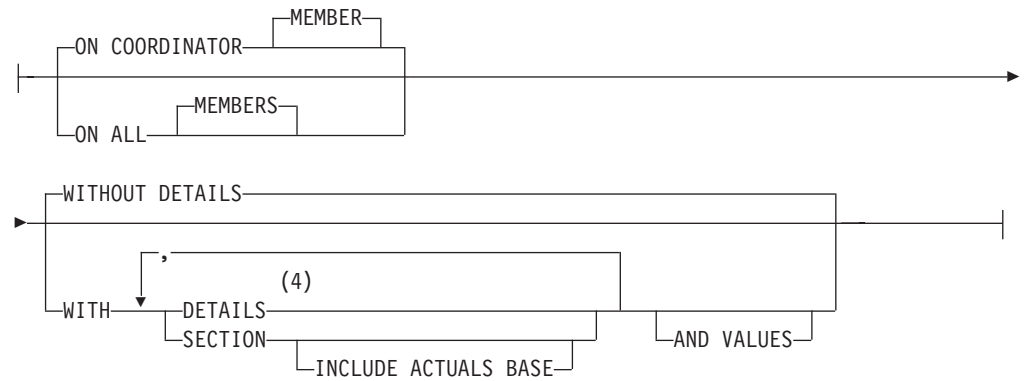 MEMBER
ON COORDINATOR
MEMBERS
ON ALL
WITHOUT DETAILS
,
(4)
WITH DETAILS
SECTION AND VALUES
INCLUDE ACTUALS BASE